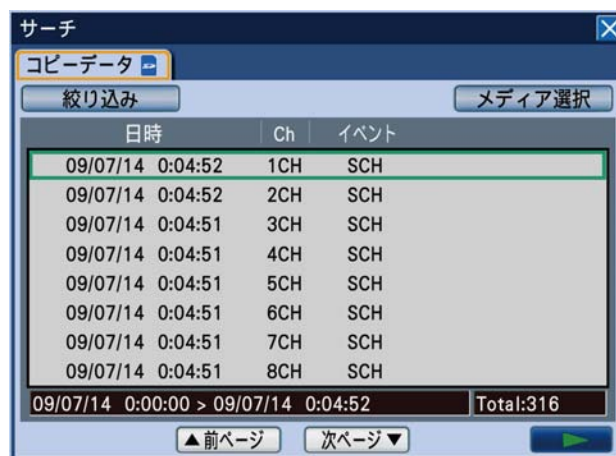 サーチ
コピーデータ
絞り込み メディア選択
日時 Ch イベント
09/07/14 0:04:52 1CH SCH
09/07/14 0:04:52 2CH SCH
09/07/14 0:04:51 3CH SCH
09/07/14 0:04:51 4CH SCH
09/07/14 0:04:51 5CH SCH
09/07/14 0:04:51 6CH SCH
09/07/14 0:04:51 7CH SCH
09/07/14 0:04:51 8CH SCH
09/07/14 0:00:00 > 09/07/14 0:04:52 Total:316
▲前ページ 次ページ▼